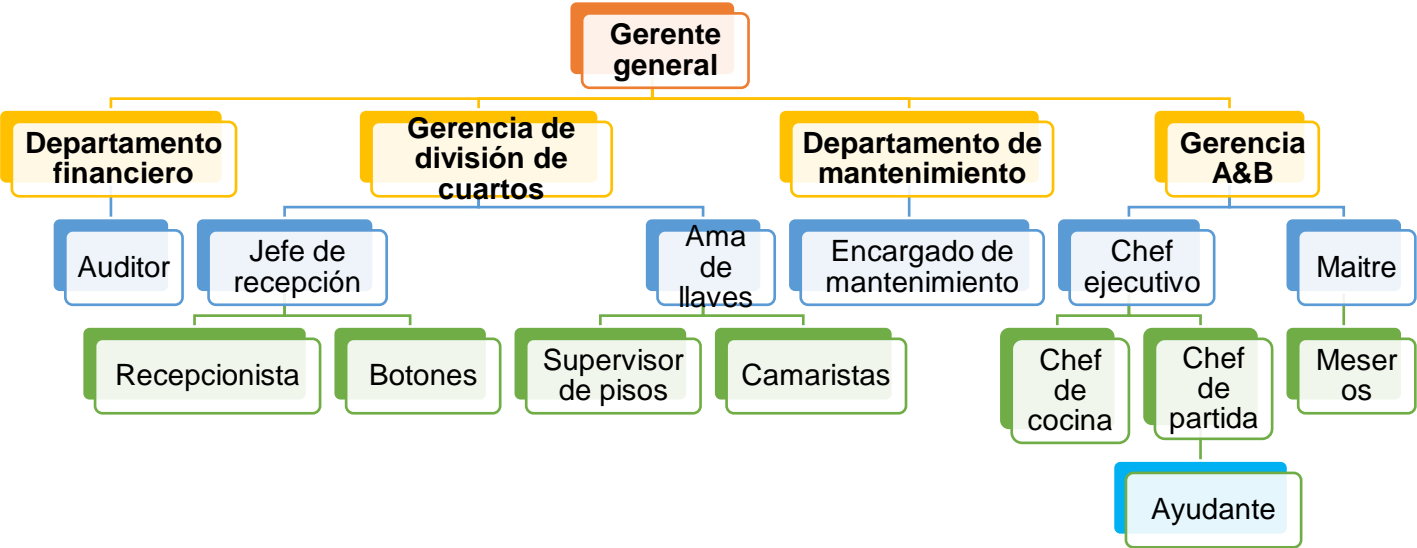 Gerente
general
Departamento
financiero
Gerencia de
división de
cuartos
Departamento de
mantenimiento
Gerencia
A&B
Auditor
Jefe de
recepción
Ama
de
llaves
Encargado de
mantenimiento
Chef
ejecutivo
Maitre
Recepcionista
Botones
Supervisor
de pisos
Camaristas
Chef
de
cocina
Chef
de
partida
Meser
os
Ayudante